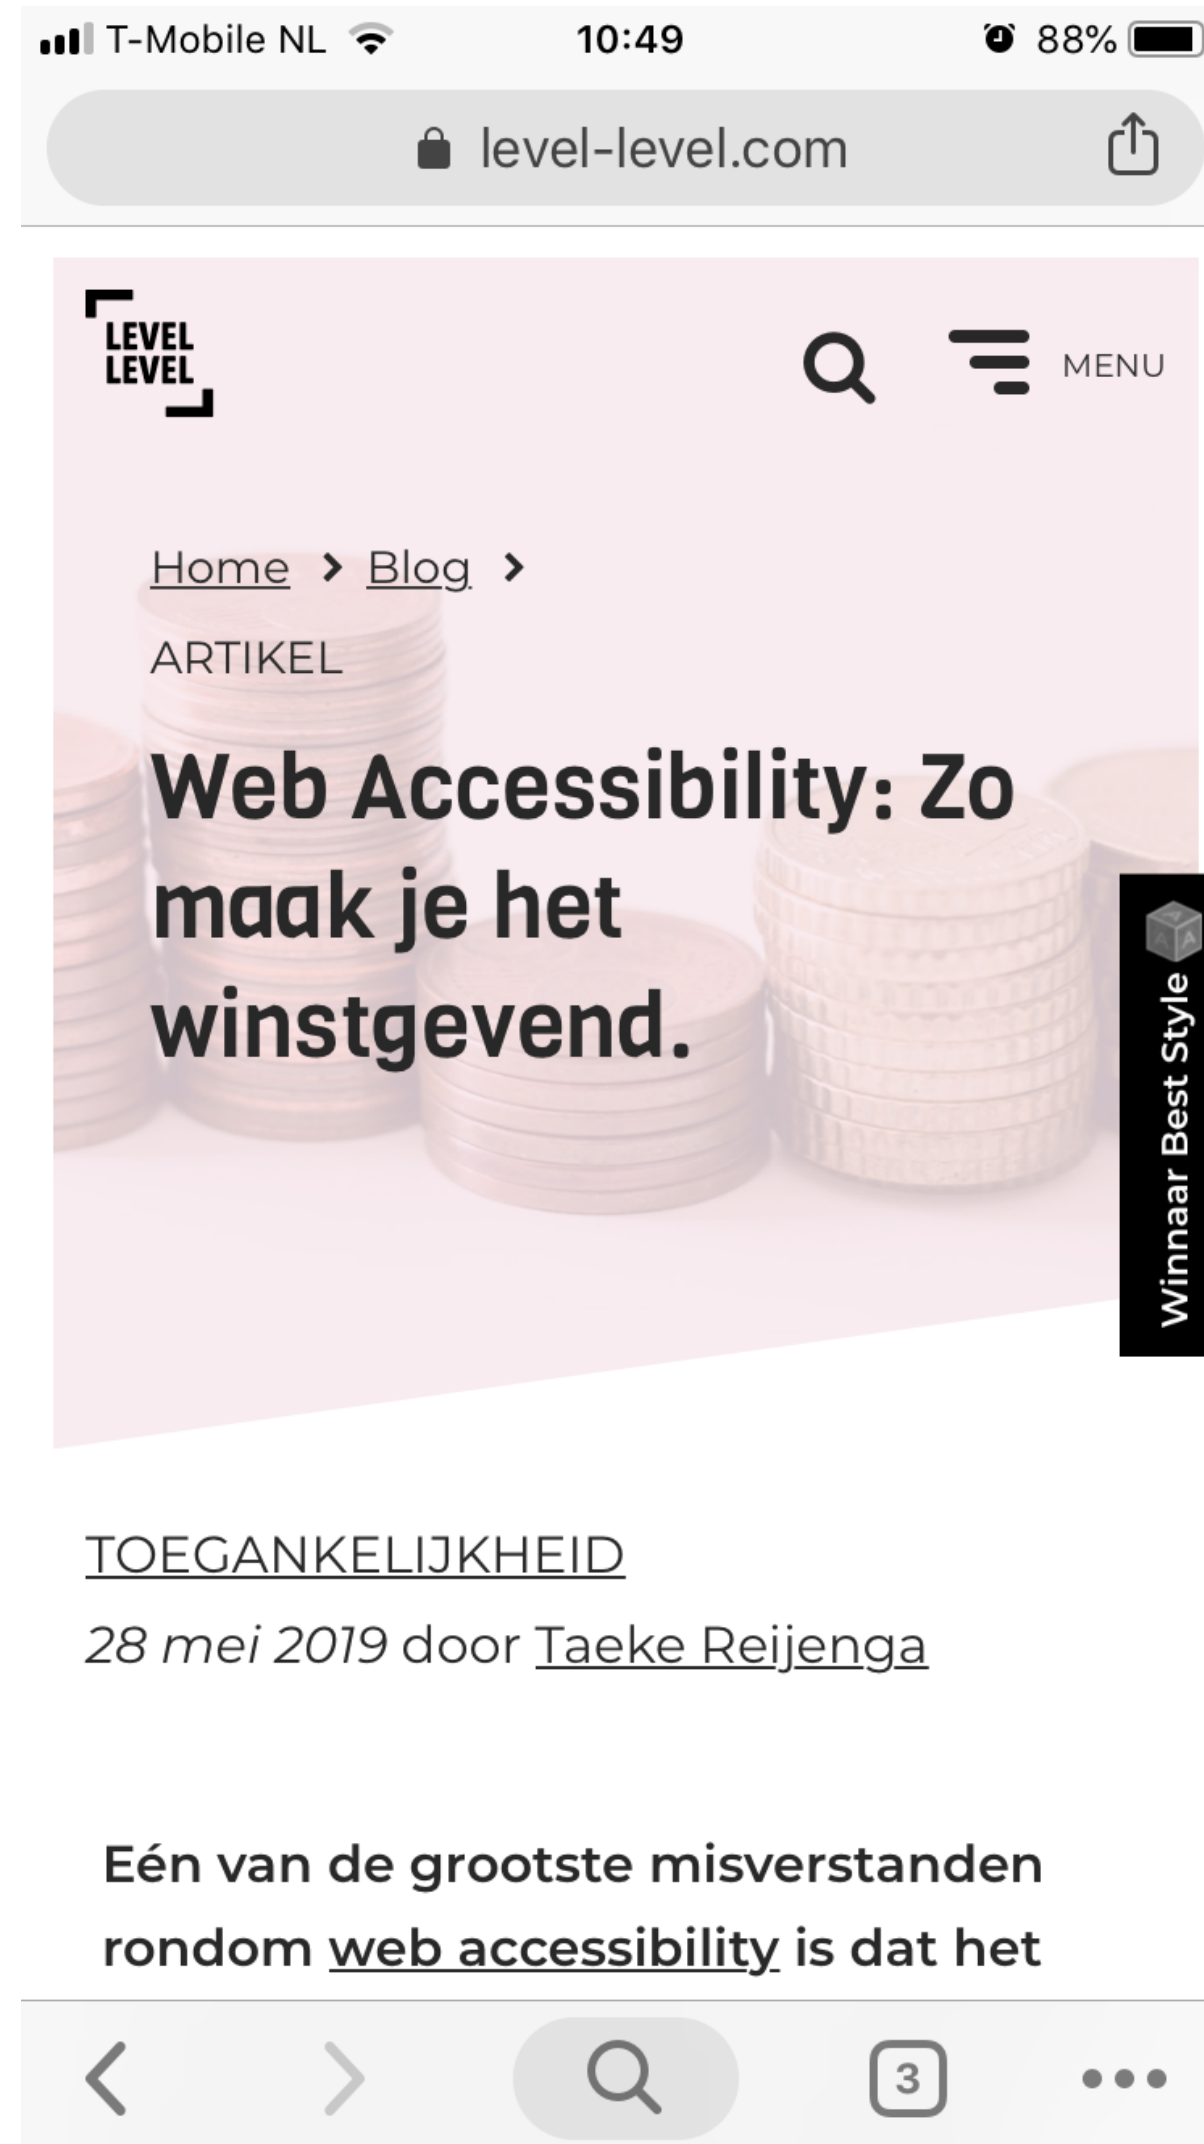 T-Mobile NL 10:49 88%
level-level.com
LEVEL
LEVEL
MENU
Home > Blog >
ARTIKEL
Web Accessibility: Zo
maak je het
winstgevend.
Winnaar Best Style
TOEGANKELIJKHEID
28 mei 2019 door Taeke Reijenga
Eén van de grootste misverstanden
rondom web accessibility is dat het
3